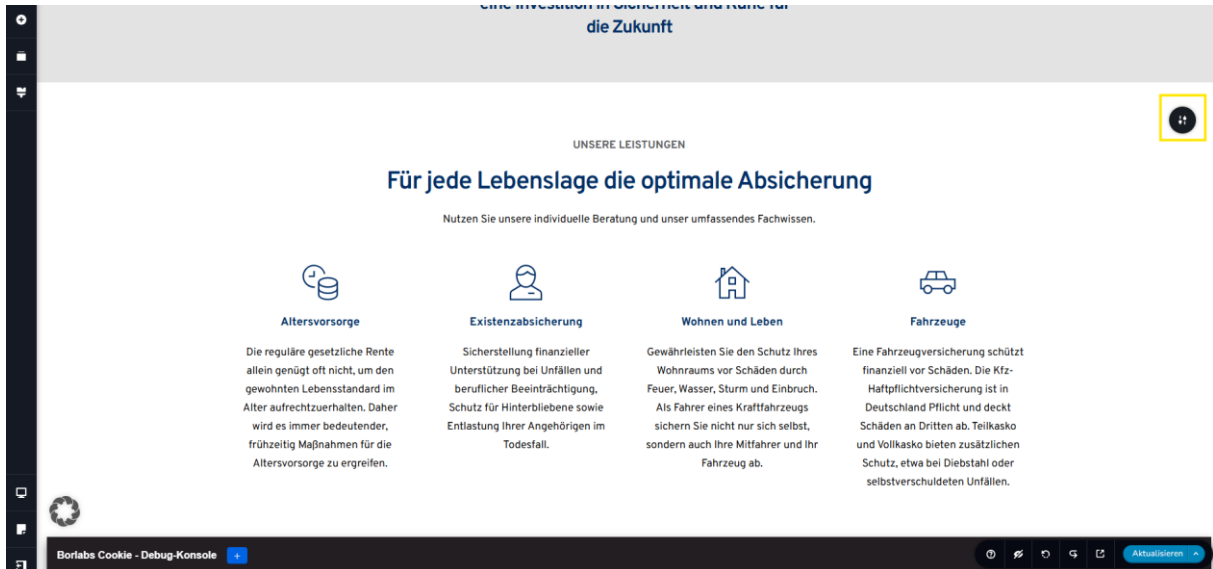 eine Investition in Sicherheit und Ruhe für
die Zukunft
UNSERE LEISTUNGEN
Für jede Lebenslage die optimale Absicherung
Nutzen Sie unsere individuelle Beratung und unser umfassendes Fachwissen.
Altersvorsorge
Die reguläre gesetzliche Rente
allein genügt oft nicht, um den
gewohnten Lebensstandard im
Alter aufrechtzuerhalten. Daher
wird es immer bedeutender,
frühzeitig Maßnahmen für die
Altersvorsorge zu ergreifen.
Existenzabsicherung
Sicherstellung finanzieller
Unterstützung bei Unfällen und
beruflicher Beeinträchtigung,
Schutz für Hinterbliebene sowie
Entlastung Ihrer Angehörigen im
Todesfall.
Wohnen und Leben
Gewährleisten Sie den Schutz Ihres
Wohnraums vor Schäden durch
Feuer, Wasser, Sturm und Einbruch.
Als Fahrer eines Kraftfahrzeugs
sichern Sie nicht nur sich selbst,
sondern auch Ihre Mitfahrer und Ihr
Fahrzeug ab.
Fahrzeuge
Eine Fahrzeugversicherung schützt
finanziell vor Schäden. Die Kfz-
Haftpflichtversicherung ist in
Deutschland Pflicht und deckt
Schäden an Dritten ab. Teilkasko
und Vollkasko bieten zusätzlichen
Schutz, etwa bei Diebstahl oder
selbstverschuldeten Unfällen.
Borlabs Cookie - Debug-Konsole +
Aktualisieren